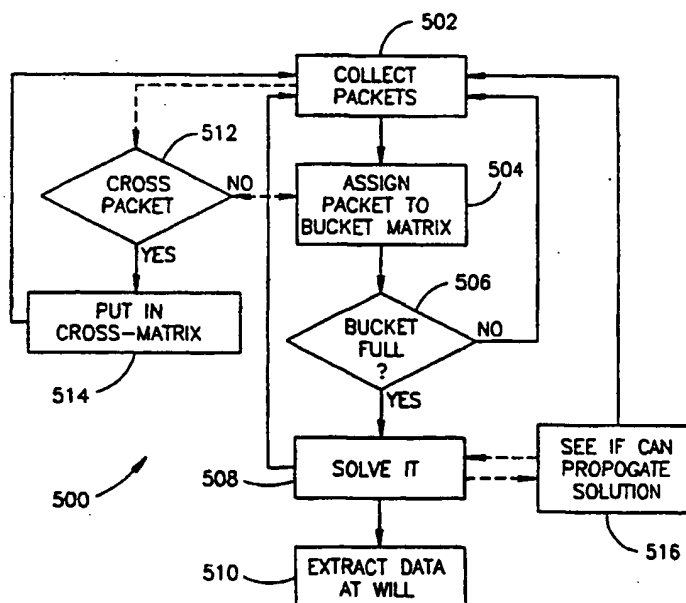 502
COLLECT
PACKETS
512
CROSS
PACKET
NO
YES
ASSIGN
PACKET TO
BUCKET MATRIX
504
PUT IN
CROSS-MATRIX
514
506
BUCKET
FULL
?
NO
YES
500
508
SOLVE IT
SEE IF CAN
PROPOGATE
SOLUTION
516
510
EXTRACT DATA
AT WILL